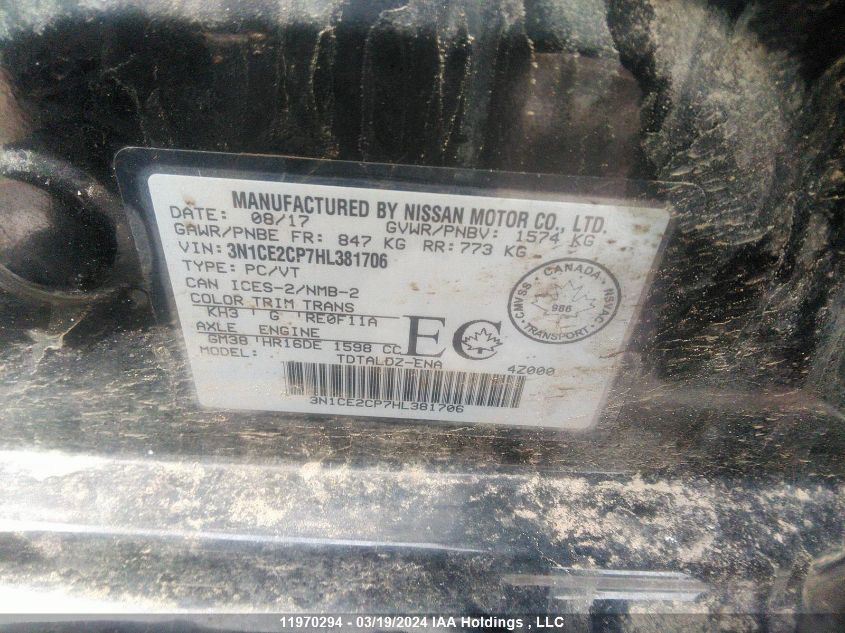 MANUFACTURED BY NISSAN MOTOR CO., LTD.
DATE: 08/17 GVWR/PNBV: 1574 KG
GAWR/PNBE FR: 847 KG RR: 773 KG
VIN: 3N1CE2CP7HL381706
TYPE: PC/VT
CAN ICES-2/NMB-2
COLOR TRIM TRANS
KH3 G RE0F11A
AXLE ENGINE
GM38 HR16DE 1598 CC
MODEL: TDTALDZ-ENA 4Z000
EC
CANADA
CMVSS NSVAC
986
TRANSPORT
3N1CE2CP7HL381706
11970294 - 03/19/2024 IAA Holdings , LLC